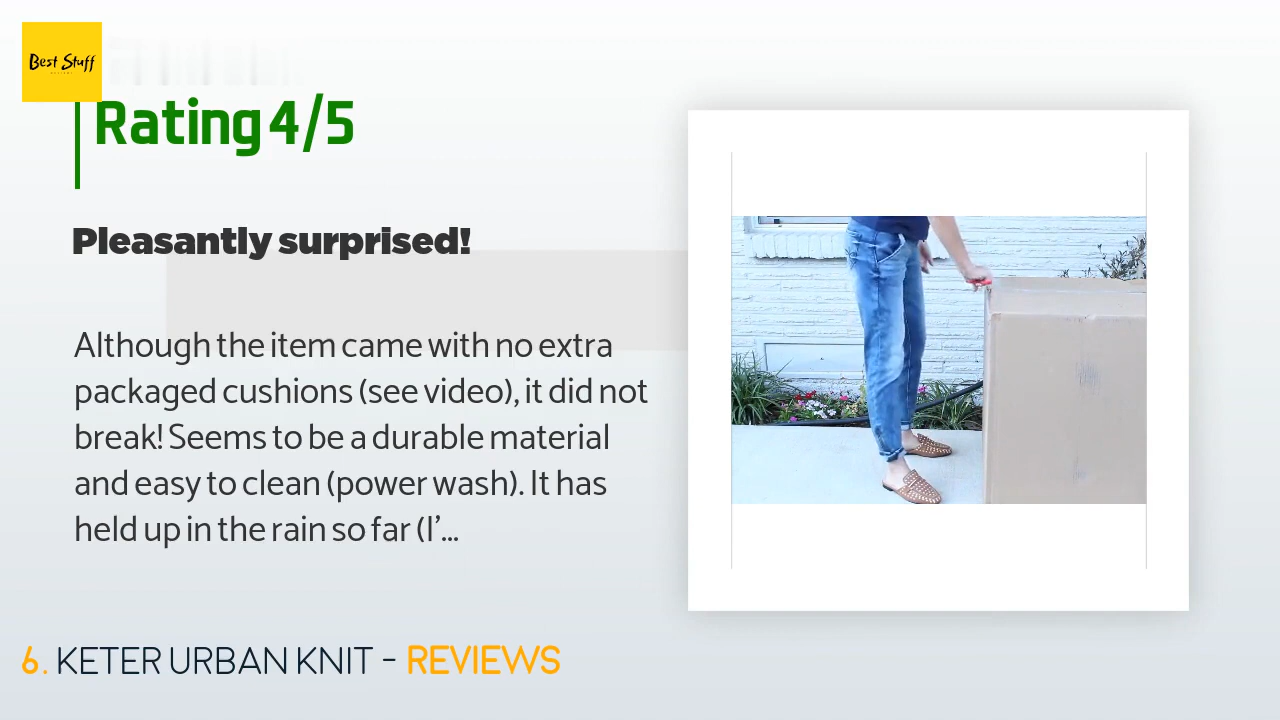 Best Stuff
Rating 4/5
Pleasantly surprised!
Although the item came with no extra
packaged cushions (see video), it did not
break! Seems to be a durable material
and easy to clean (power wash). It has
held up in the rain so far (I'...
6. KETER URBAN KNIT - REVIEWS